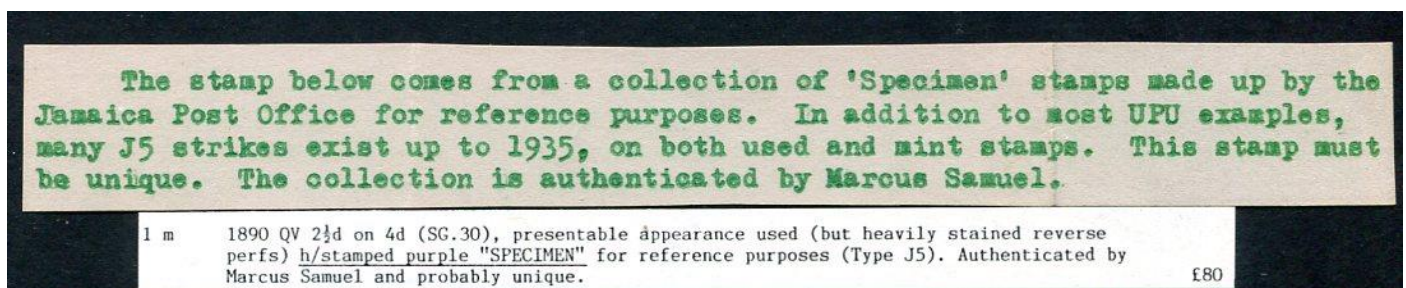 The stamp below comes from a collection of 'Specimen' stamps made up by the
Jamaica Post Office for reference purposes. In addition to most UPU examples,
many J5 strikes exist up to 1935, on both used and mint stamps. This stamp must
be unique. The collection is authenticated by Marcus Samuel.
1 m 1890 QV 2½d on 4d (SG.30), presentable appearance used (but heavily stained reverse
perfs) h/stamped purple "SPECIMEN" for reference purposes (Type J5). Authenticated by
Marcus Samuel and probably unique. £80